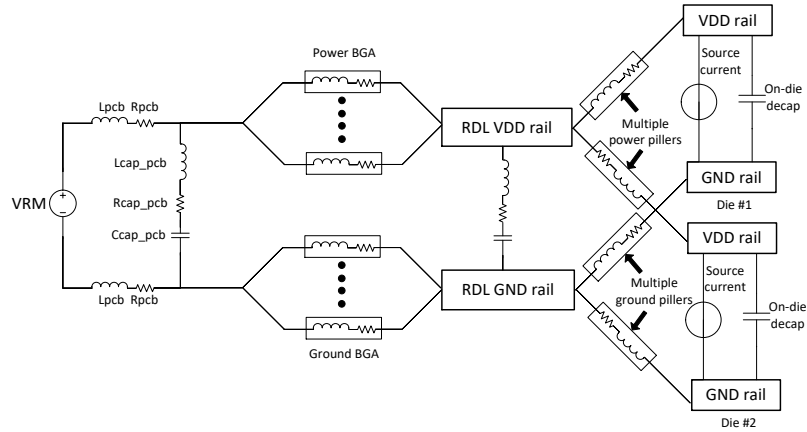 Power BGA
VDD rail
Source
current
On-die
decap
Lpcb Rpcb
RDL VDD rail
Multiple
power pillers
Lcap_pcb
Rcap_pcb
Ccap_pcb
VRM
+
−
GND rail
Die #1
VDD rail
Source
current
On-die
decap
Lpcb Rpcb
RDL GND rail
Multiple
ground pillers
Ground BGA
GND rail
Die #2